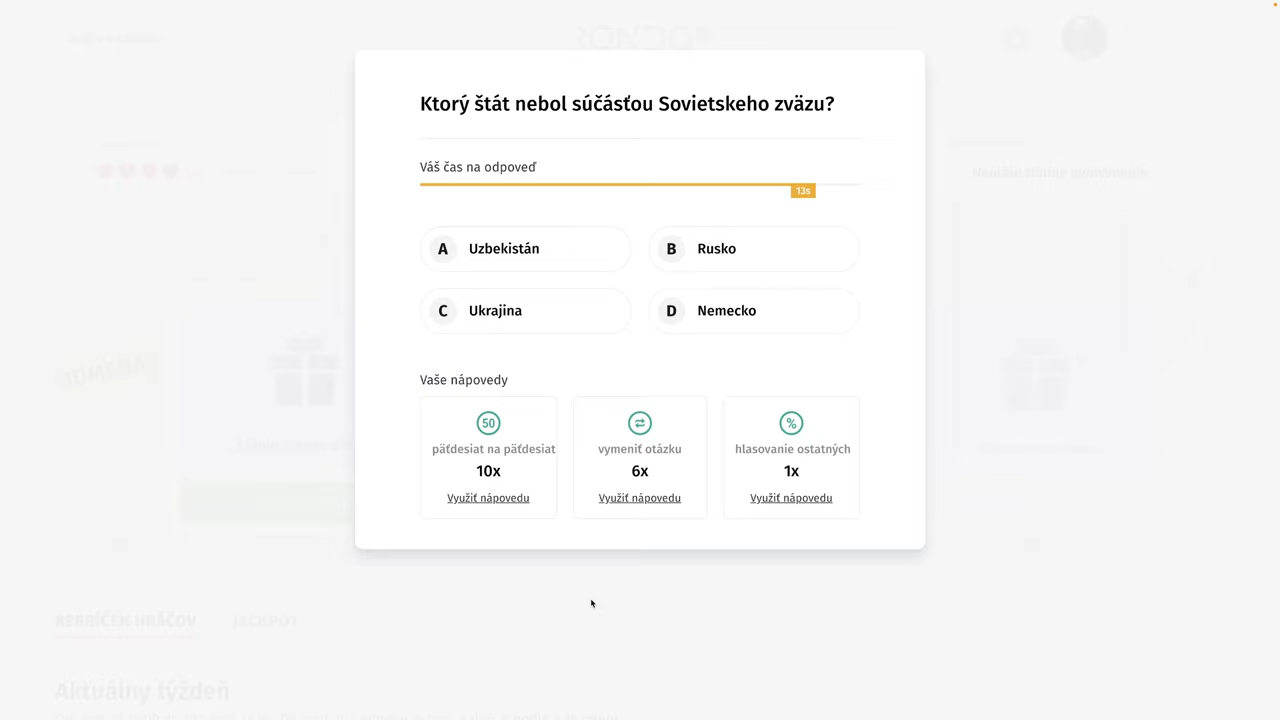 Ktorý štát nebol súčásťou Sovietskeho zväzu?
Váš čas na odpoveď
13s
A Uzbekistán
B Rusko
C Ukrajina
D Nemecko
Vaše nápovedy
50
%
päťdesiat na päťdesiat
vymeniť otázku
hlasovanie ostatných
10x
6x
1x
Využiť nápovedu
Využiť nápovedu
Využiť nápovedu
REBRÍČEK HRÁČOV
JACKPOT
Aktuálny týždeň